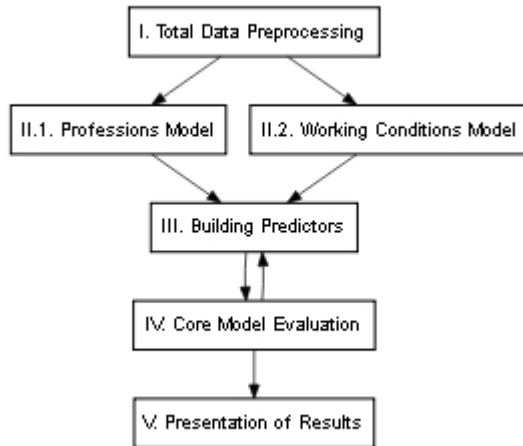 I. Total Data Preprocessing
II.1. Professions Model
II.2. Working Conditions Model
III. Building Predictors
IV. Core Model Evaluation
V. Presentation of Results